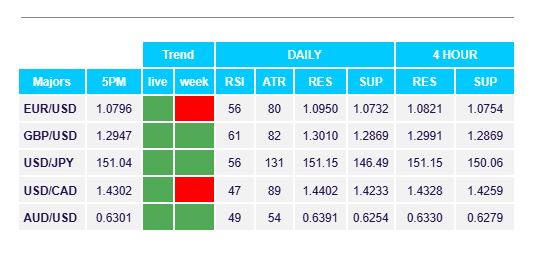 Trend DAILY 4 HOUR
Majors 5PM live week RSI ATR RES SUP RES SUP
EUR/USD 1.0796 56 80 1.0950 1.0732 1.0821 1.0754
GBP/USD 1.2947 61 82 1.3010 1.2869 1.2991 1.2869
USD/JPY 151.04 56 131 151.15 146.49 151.15 150.06
USD/CAD 1.4302 47 89 1.4402 1.4233 1.4328 1.4259
AUD/USD 0.6301 49 54 0.6391 0.6254 0.6330 0.6279